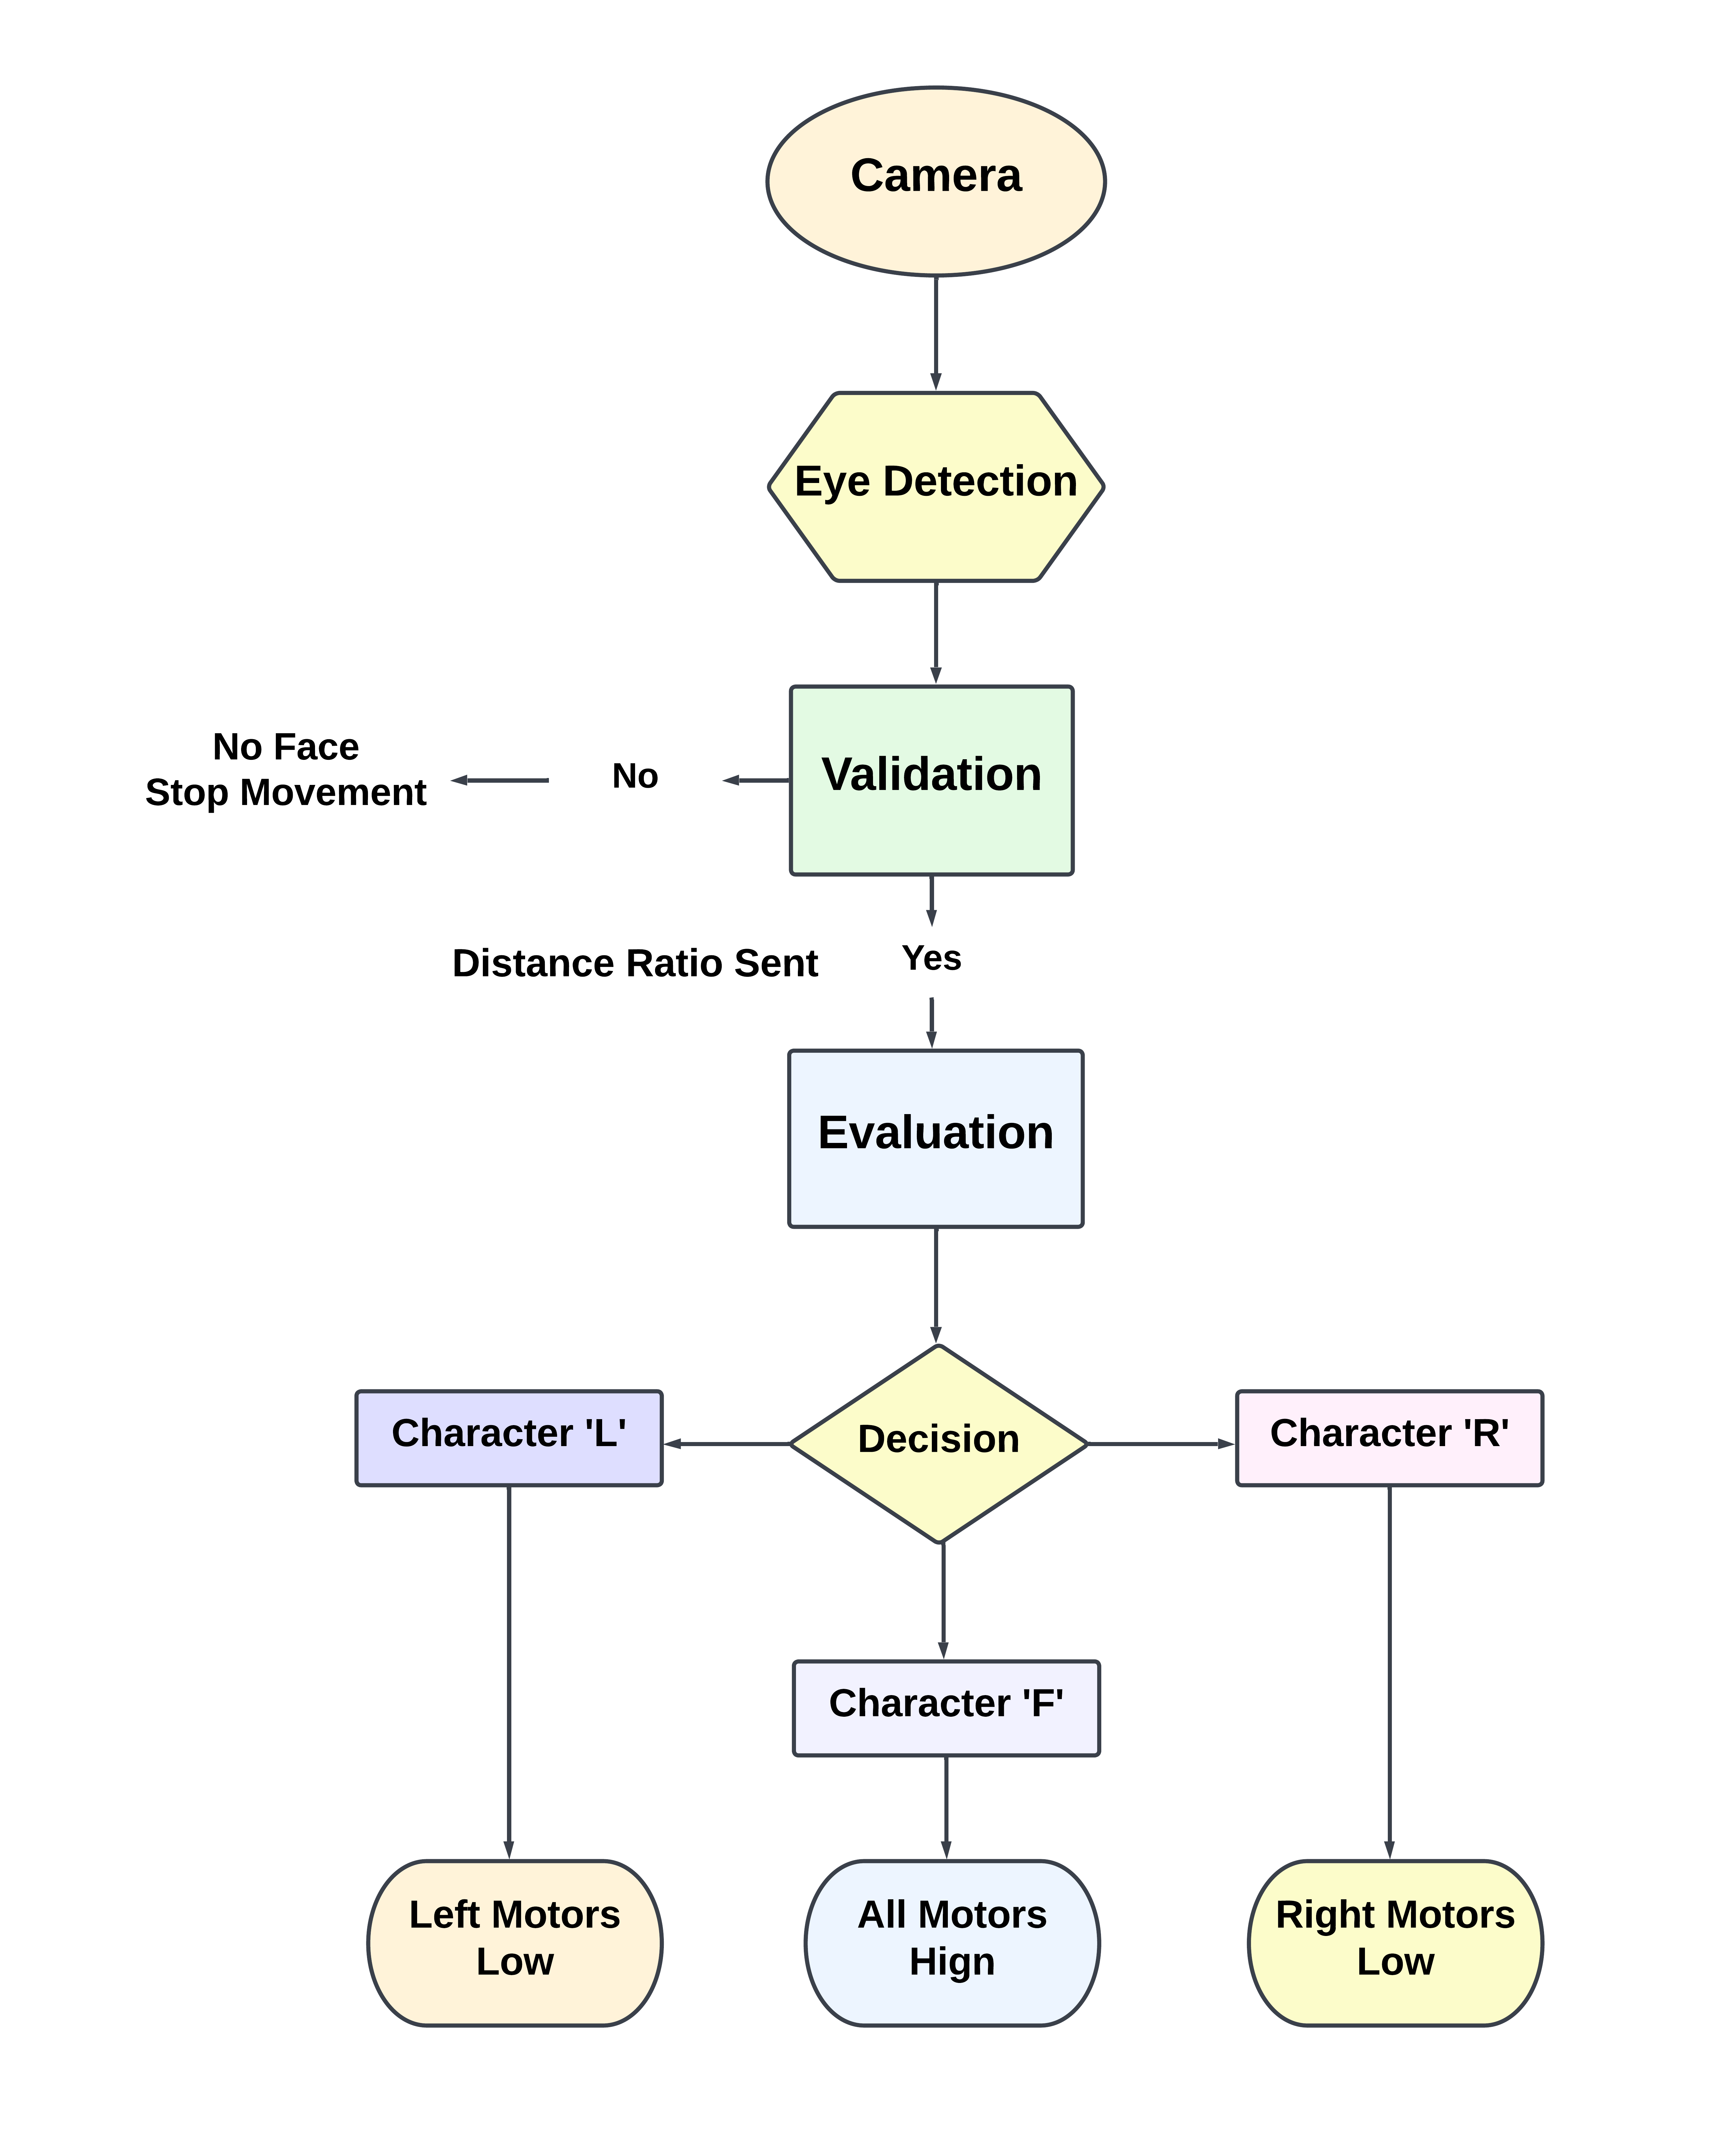 Camera
Eye Detection
Validation
No
No Face
Stop Movement
Yes
Distance Ratio Sent
Evaluation
Decision
Character 'L'
Character 'R'
Character 'F'
Left Motors
Low
All Motors
Hign
Right Motors
Low